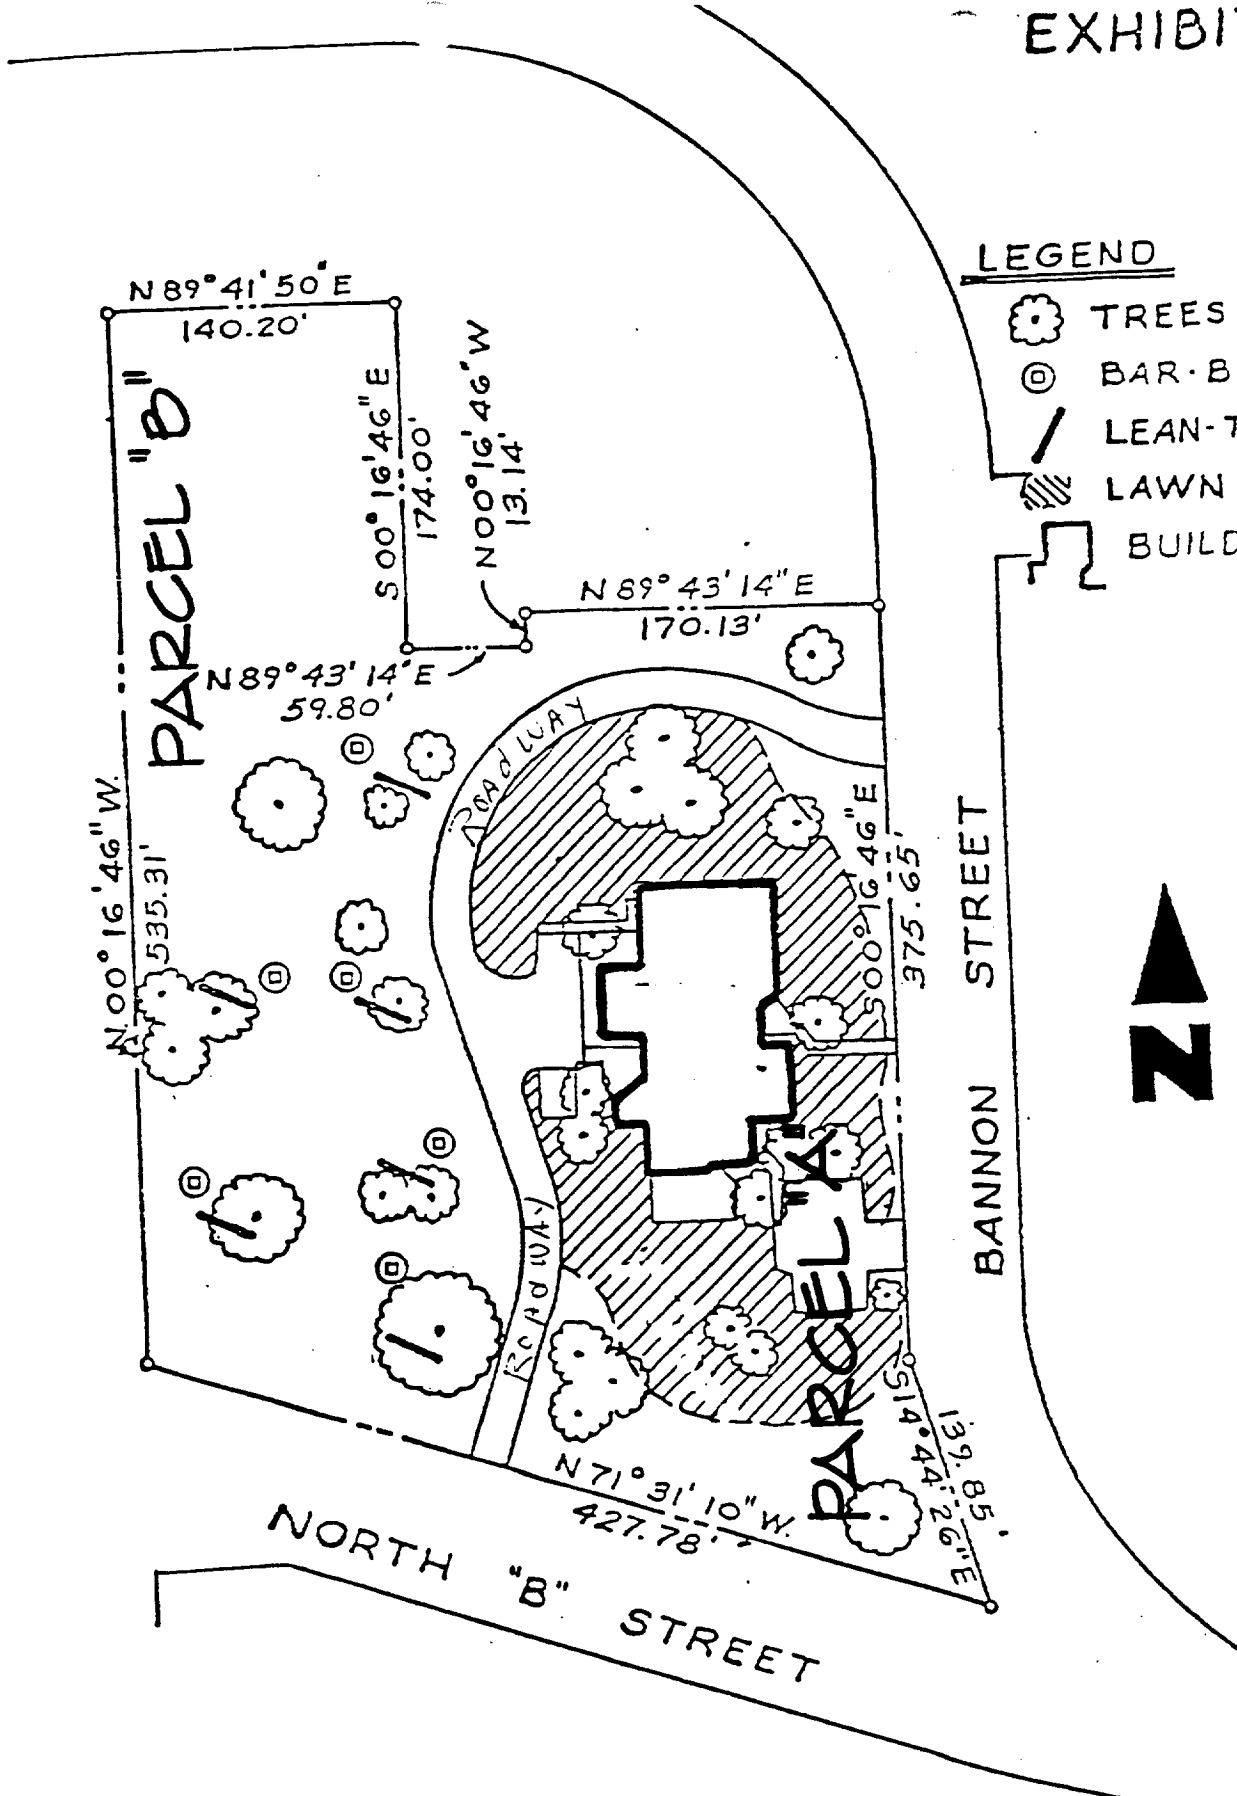 EXHIBI
LEGEND
TREES
BAR·B
LEAN-T
LAWN
BUILD
N 89° 41' 50" E
140.20'
PARCEL "B"
S 00° 16' 46" E
174.00'
N 00° 16' 46" W
13.14'
N 89° 43' 14" E
170.13'
N 89° 43' 14" E
59.80'
ROADWAY
N 00° 16' 46" W.
535.31'
S 00° 16' 46" E
375.65'
BANNON STREET
N
PARCEL "A"
ROADWAY
S 14° 44' 26" E
139.85'
N 71° 31' 10" W.
427.78'
NORTH "B" STREET